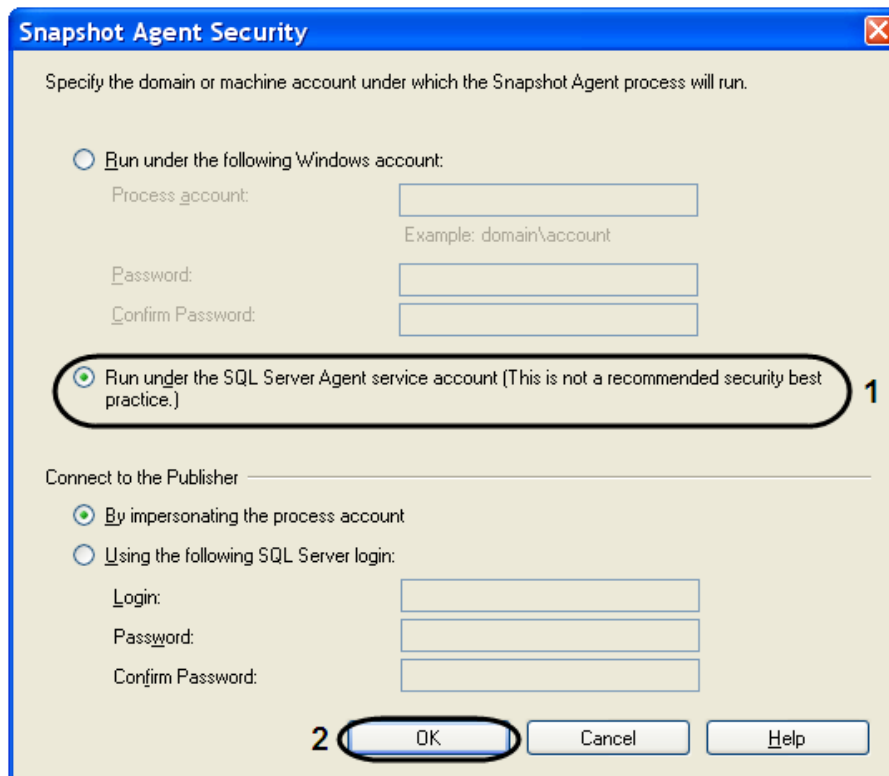 Snapshot Agent Security
Specify the domain or machine account under which the Snapshot Agent process will run.
Run under the following Windows account:
Process account:
Example: domain\account
Password:
Confirm Password:
Run under the SQL Server Agent service account (This is not a recommended security best
practice.)
1
Connect to the Publisher
By impersonating the process account
Using the following SQL Server login:
Login:
Password:
Confirm Password:
2 OK Cancel Help